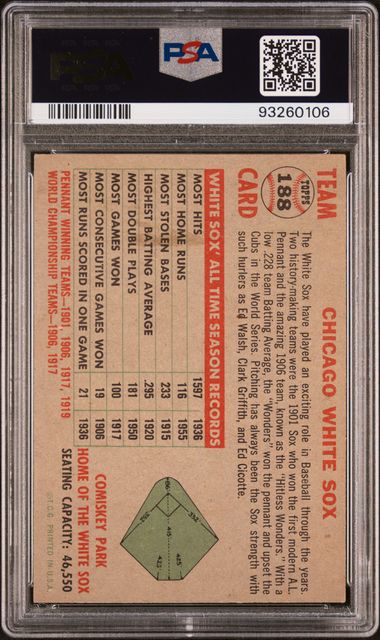 PSA
PSA
93260106
TEAM
TOPPS
188
CARD
CHICAGO WHITE SOX
The White Sox have played an exciting role in Baseball through the years.
Two history-making teams were the 1901 Sox who won the first modern A.L.
Pennant and the amazing 1906 team, known as the "Hitless Wonders." With a
low .228 team Batting Average, the "Wonders" won the pennant and upset the
Cubs in the World Series. Pitching has always been the Sox strength with
such hurlers as Ed Walsh, Clark Griffith, and Ed Cicotte.
WHITE SOX' ALL TIME SEASON RECORDS
MOST HITS 1597 1936
MOST HOME RUNS 116 1955
MOST STOLEN BASES 233 1915
HIGHEST BATTING AVERAGE .295 1920
MOST DOUBLE PLAYS 181 1950
MOST GAMES WON 100 1917
MOST CONSECUTIVE GAMES WON 19 1906
MOST RUNS SCORED IN ONE GAME 21 1936
PENNANT WINNING TEAMS—1901, 1906, 1917, 1919
WORLD CHAMPIONSHIP TEAMS—1906, 1917
352
352
415
425
COMISKEY PARK
HOME OF THE WHITE SOX
SEATING CAPACITY: 46,550
©T.C.G. PRINTED IN U.S.A.